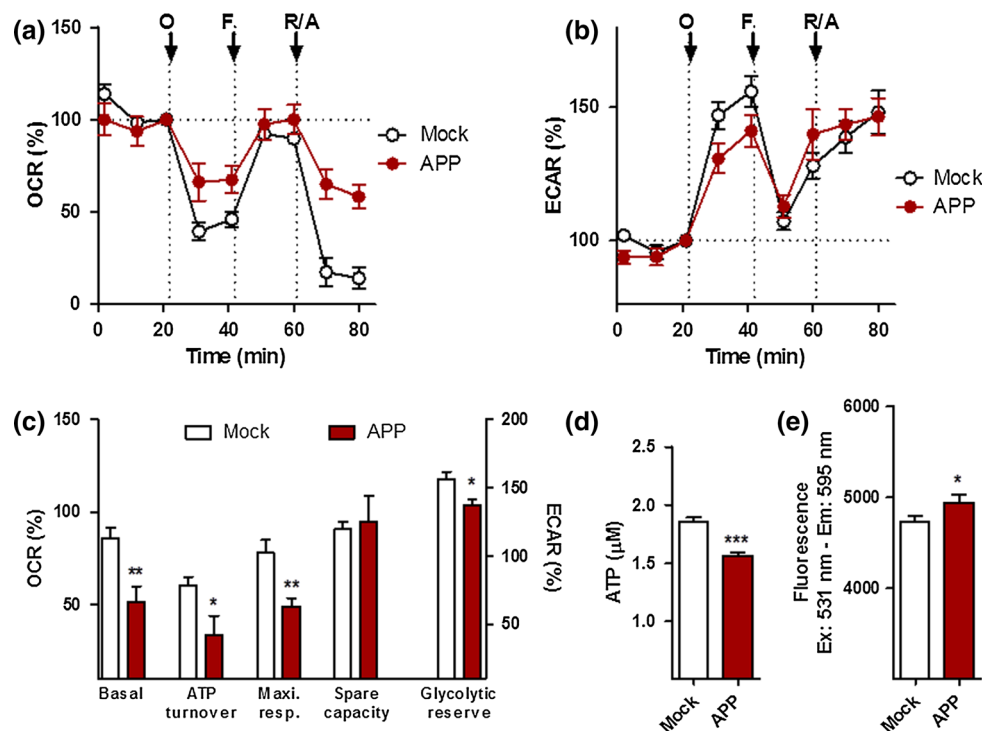 (a)
O F R/A
150
100
50
0
OCR (%)
0 20 40 60 80
Time (min)
Mock
APP
(b)
O F R/A
150
100
ECAR (%)
0 20 40 60 80
Time (min)
Mock
APP
(c)
150
100
50
OCR (%)
Mock APP
200
150
100
50
ECAR (%)
** * ** *
Basal
ATP
turnover
Maxi.
resp.
Spare
capacity
Glycolytic
reserve
(d)
2.5
2.0
1.5
1.0
ATP (μM)
***
Mock APP
(e)
6000
5000
4000
Fluorescence
Ex: 531 nm - Em: 595 nm
*
Mock APP